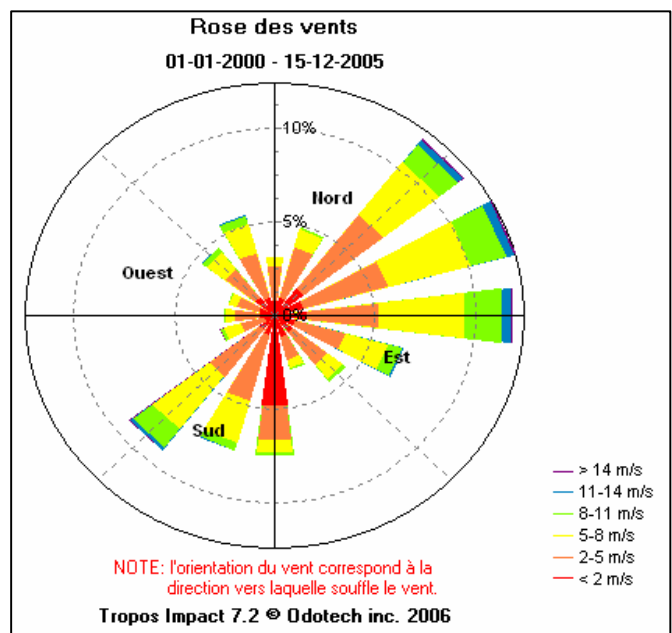 Rose des vents
01-01-2000 - 15-12-2005
10%
Nord
5%
Ouest
0%
Est
Sud
> 14 m/s
11-14 m/s
8-11 m/s
5-8 m/s
2-5 m/s
< 2 m/s
NOTE: l'orientation du vent correspond à la
direction vers laquelle souffle le vent.
Tropos Impact 7.2 © Odotech inc. 2006